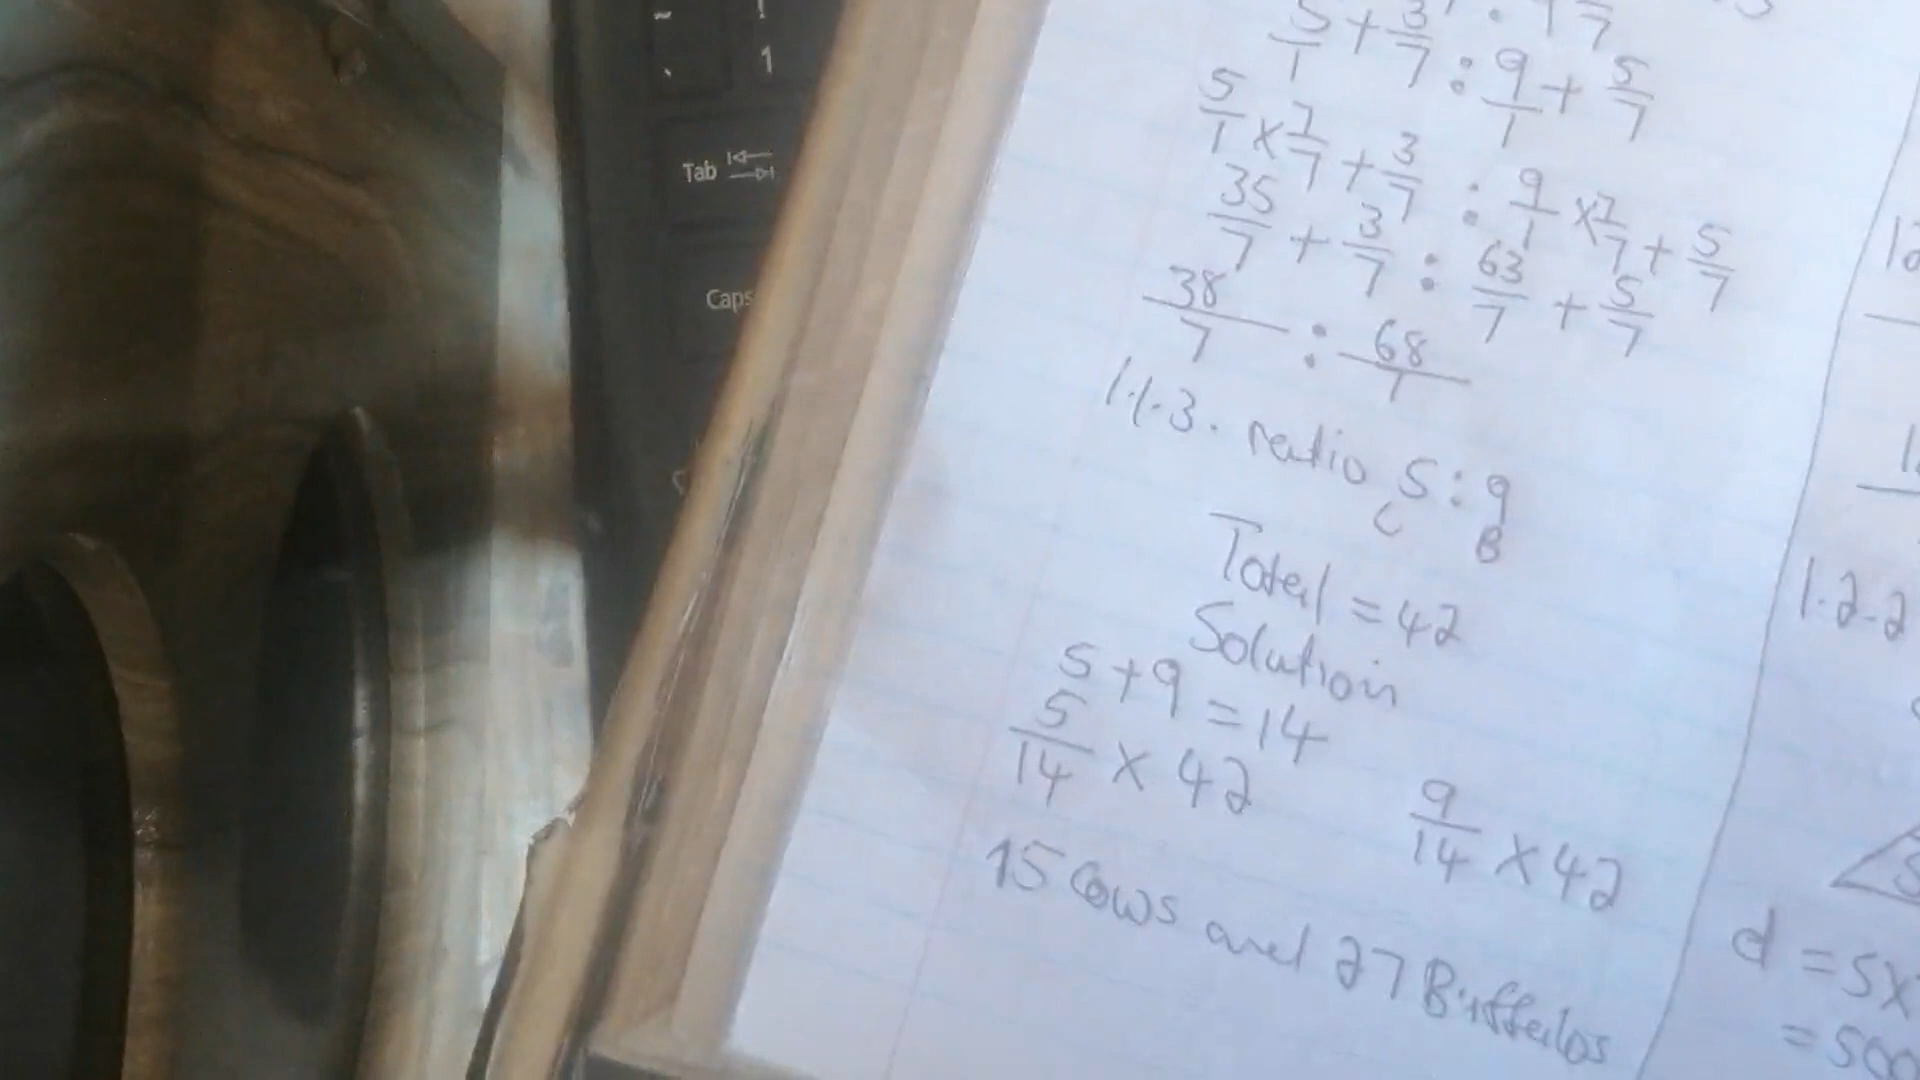 ~ !
` 1
Tab
Caps
5/1 + 3/7 : 9/1 + 5/7
5/1 × 7/7 + 3/7 : 9/1 × 7/7 + 5/7
35/7 + 3/7 : 63/7 + 5/7
38/7 : 68/7
1.1.3. ratio 5 : 9
C B
Total = 42
Solution
5 + 9 = 14
5/14 × 42 9/14 × 42
15 Cows and 27 Buffalos
1.2.2
d = S×
= 500